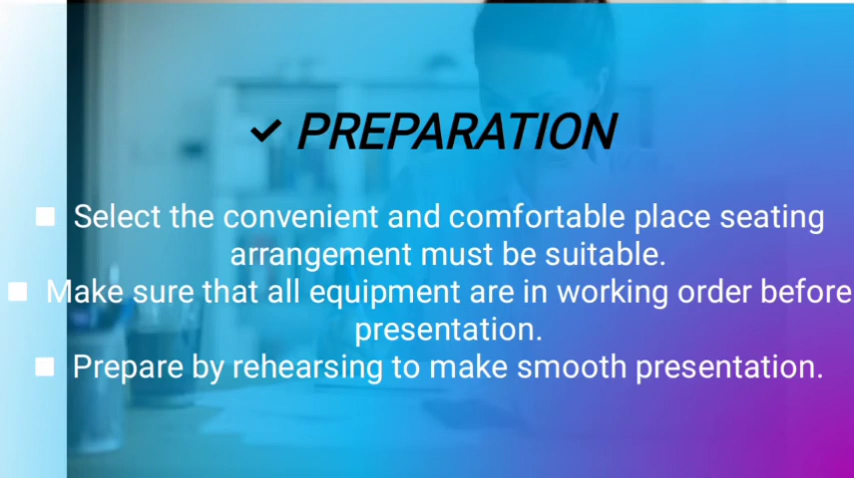 ✓ PREPARATION
■ Select the convenient and comfortable place seating
arrangement must be suitable.
■ Make sure that all equipment are in working order before
presentation.
■ Prepare by rehearsing to make smooth presentation.